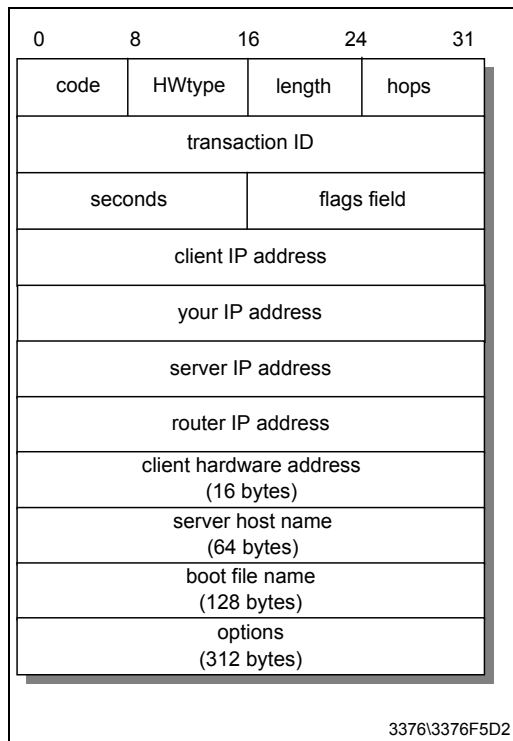 0 8 16 24 31
code HWtype length hops
transaction ID
seconds flags field
client IP address
your IP address
server IP address
router IP address
client hardware address
(16 bytes)
server host name
(64 bytes)
boot file name
(128 bytes)
options
(312 bytes)
3376\3376F5D2